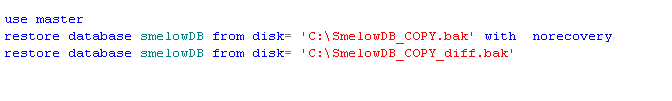 use master
restore database smelowDB from disk= 'C:\SmelowDB_COPY.bak' with  norecovery
restore database smelowDB from disk= 'C:\SmelowDB_COPY_diff.bak'